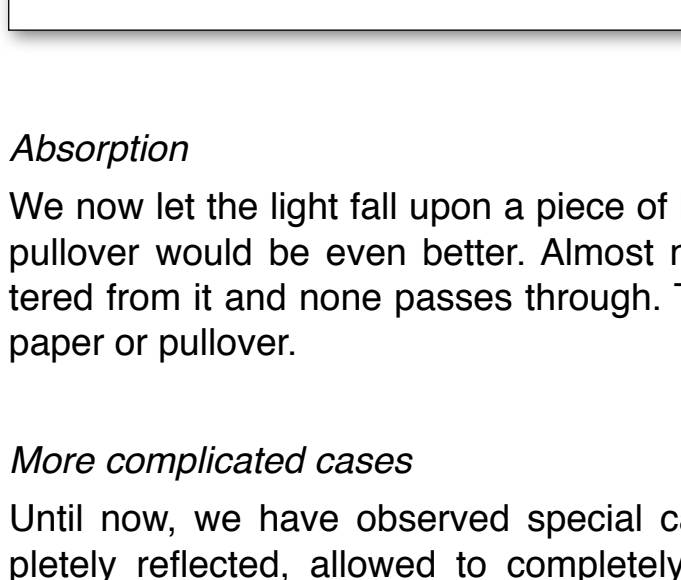 Absorption
We now let the light fall upon a piece of
pullover would be even better. Almost
tered from it and none passes through.
paper or pullover.
More complicated cases
Until now, we have observed special
pletely reflected, allowed to completely